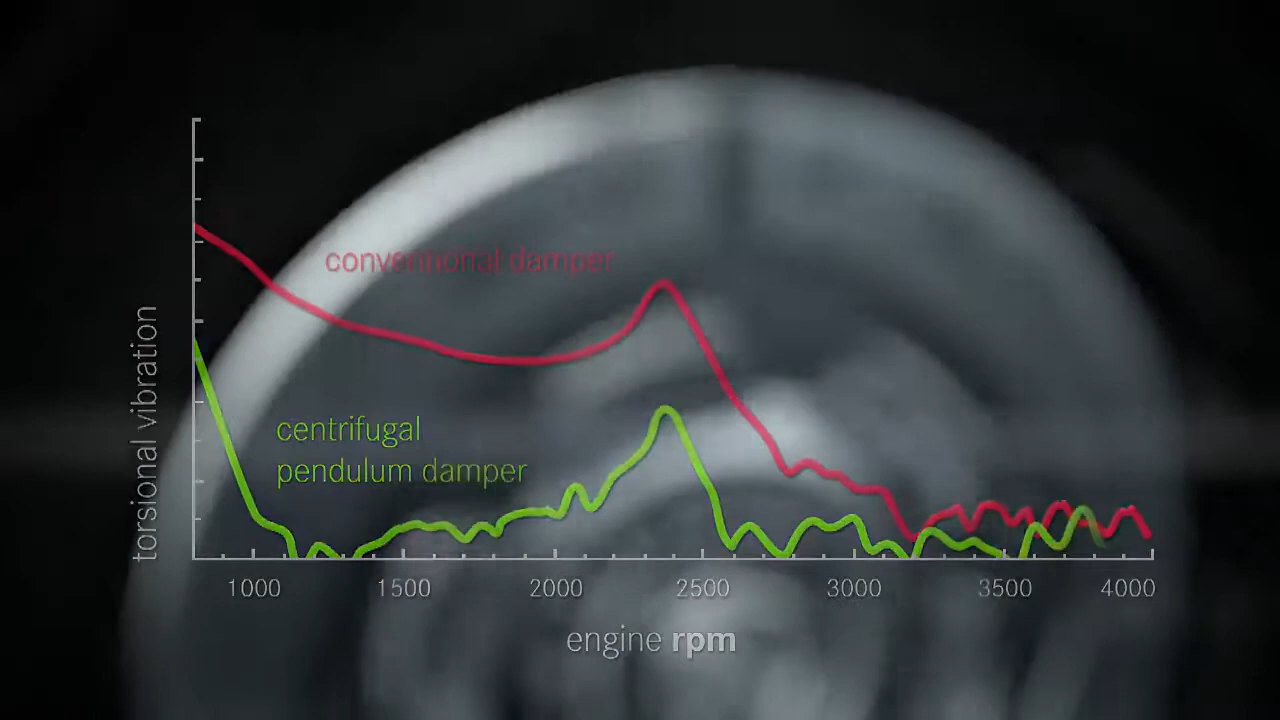 conventional damper
centrifugal
pendulum damper
torsional vibration
1000 1500 2000 2500 3000 3500 4000
engine rpm